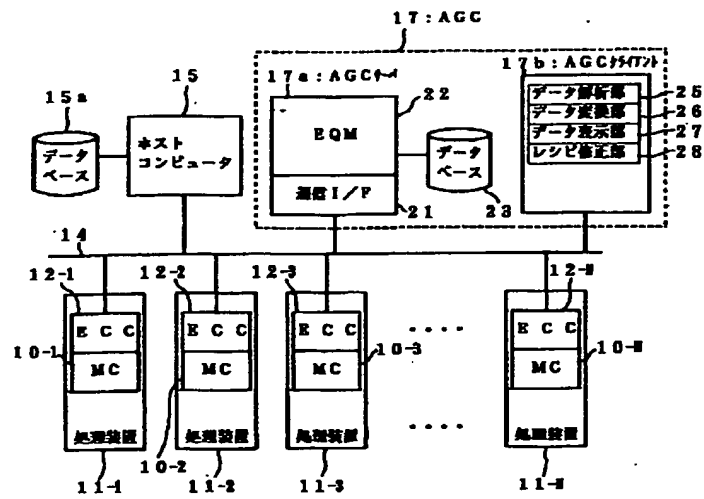 17:AGC
15a
15
17a:AGCサーバ
17b:AGCクライアント
22
データ
ベース
ホスト
コンピュータ
EQM
通信I/F
データ
ベース
21
23
データ解析部
データ変換部
データ表示部
レシピ修正部
25
26
27
28
14
12-1
12-2
12-3
12-N
ECC
ECC
ECC
ECC
10-1
MC
MC
MC
10-3
MC
10-N
処理装置
処理装置
処理装置
処理装置
10-2
11-1
11-2
11-3
11-N